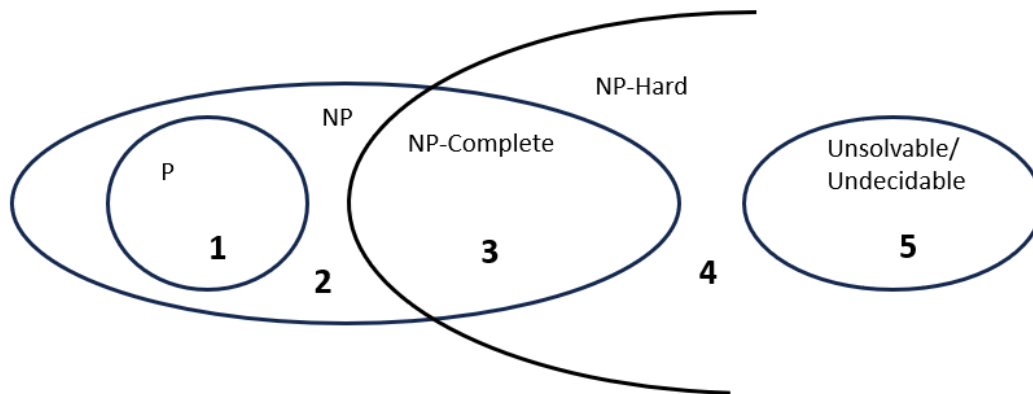 NP-Hard
NP
NP-Complete
Unsolvable/
Undecidable
P
1
2
3
4
5